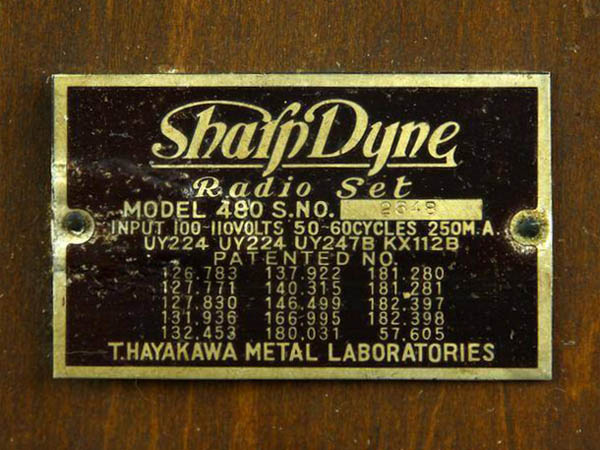 Sharp Dyne
Radio Set
MODEL 480 S.NO. 2648
INPUT 100-110VOLTS 50-60CYCLES 250M.A.
UY224 UY224 UY247B KX112B
PATENTED NO.
126.783 137.922 181.280
127.771 140.315 181.281
127.830 146.499 182.397
131.936 166.995 182.398
132.453 180.031 57.605
T.HAYAKAWA METAL LABORATORIES